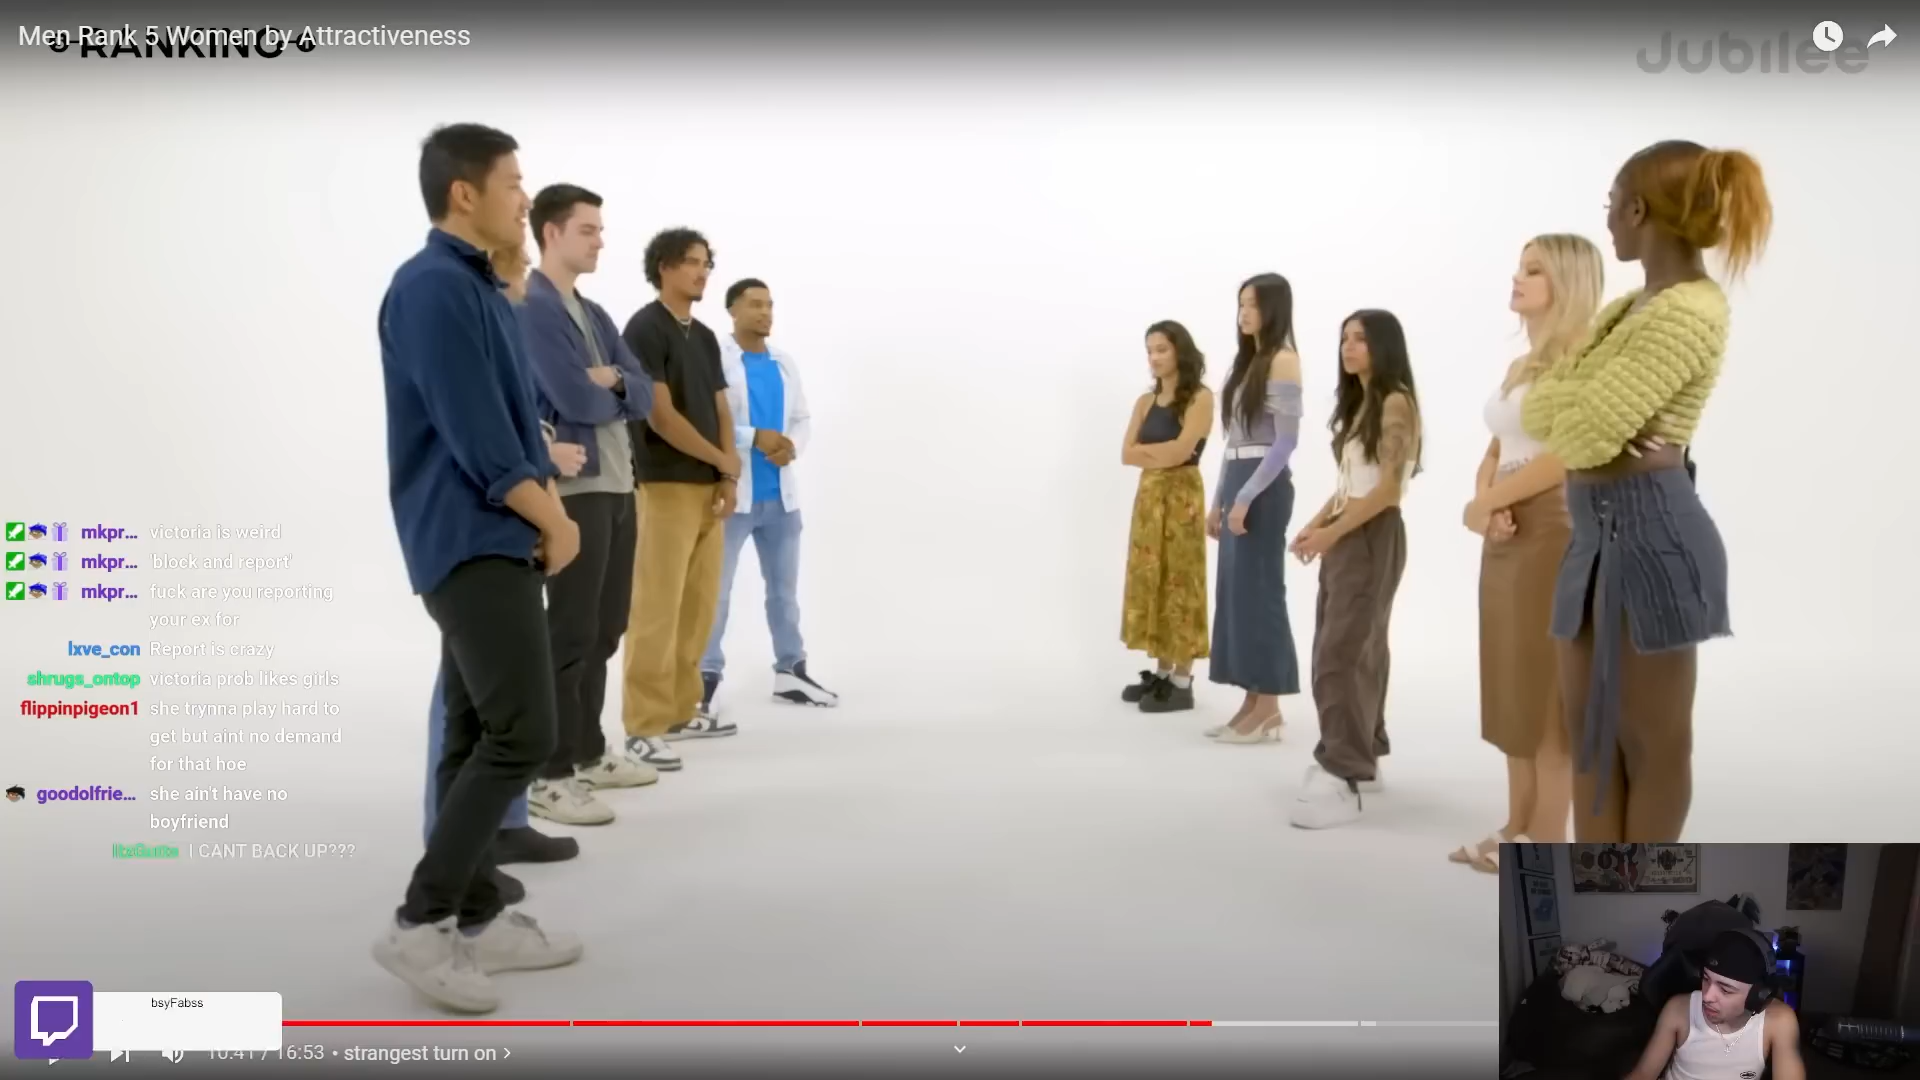 Men Rank 5 Women by Attractiveness
RANKING
Jubilee
mkpr... victoria is weird
mkpr... 'block and report'
mkpr... fuck are you reporting
your ex for
lxve_con Report is crazy
shrugs_ontop victoria prob likes girls
flippinpigeon1 she trynna play hard to
get but aint no demand
for that hoe
goodolfrie... she ain't have no
boyfriend
I CANT BACK UP???
bsyFabss
10:41 / 16:53 • strangest turn on >